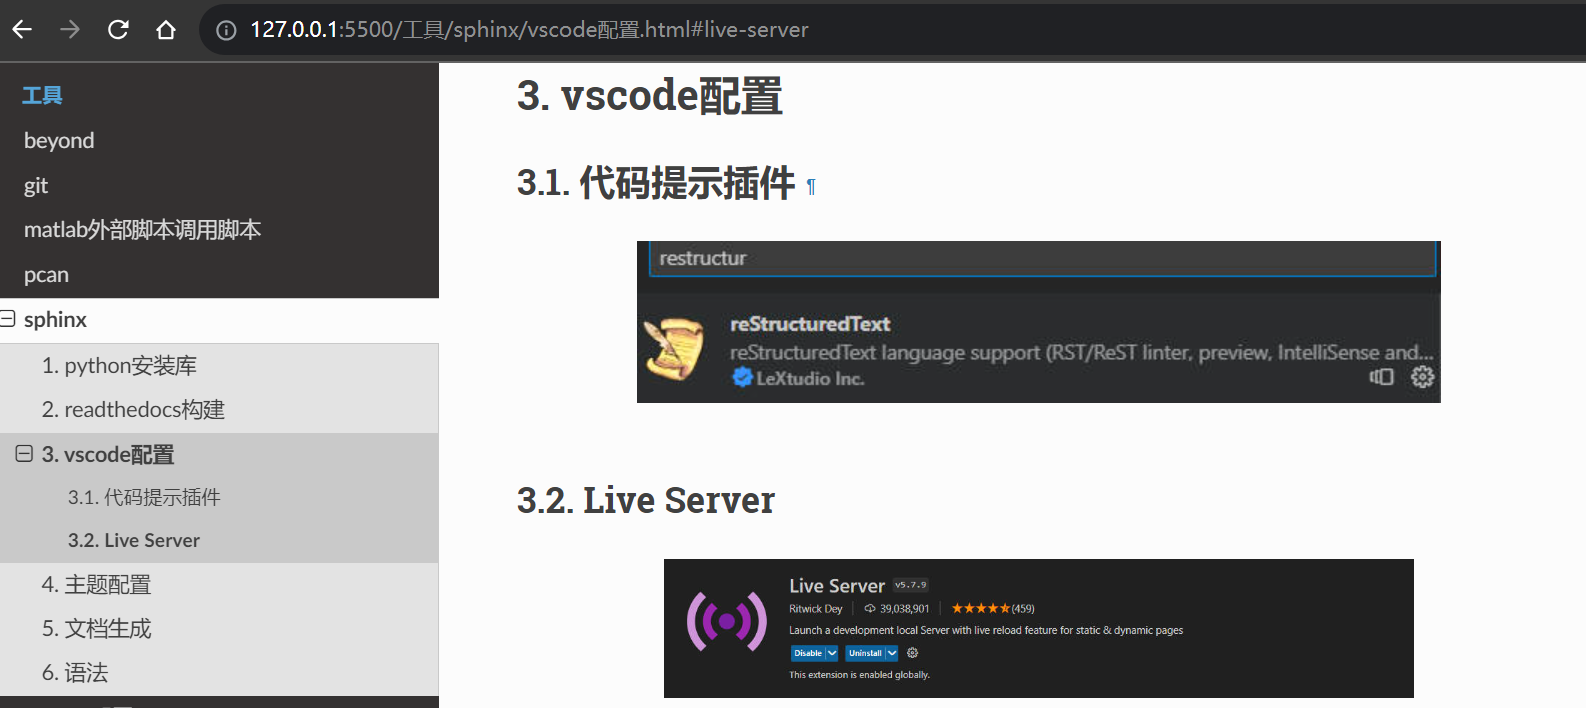 127.0.0.1:5500/工具/sphinx/vscode配置.html#live-server
工具
beyond
git
matlab外部脚本调用脚本
pcan
sphinx
1. python安装库
2. readthedocs构建
3. vscode配置
3.1. 代码提示插件
3.2. Live Server
4. 主题配置
5. 文档生成
6. 语法
3. vscode配置
3.1. 代码提示插件 ¶
restructur
reStructuredText
reStructuredText language support (RST/ReST linter, preview, IntelliSense and...
LeXtudio Inc.
3.2. Live Server
Live Server v5.7.9
Ritwick Dey 39,038,901 (459)
Launch a development local Server with live reload feature for static & dynamic pages
Disable Uninstall
This extension is enabled globally.